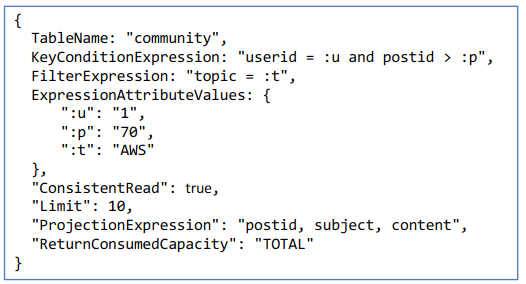 {
  TableName: "community",
  KeyConditionExpression: "userid = :u and postid > :p",
  FilterExpression: "topic = :t",
  ExpressionAttributeValues: {
      ":u": "1",
      ":p": "70",
      ":t": "AWS"
  },
  "ConsistentRead": true,
  "Limit": 10,
  "ProjectionExpression": "postid, subject, content",
  "ReturnConsumedCapacity": "TOTAL"
}